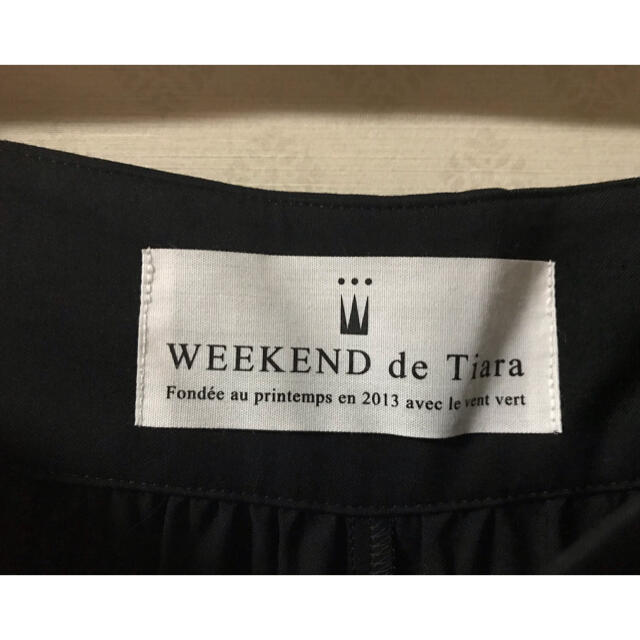 WEEKEND de Tiara
Fondée au printemps en 2013 avec le vent vert